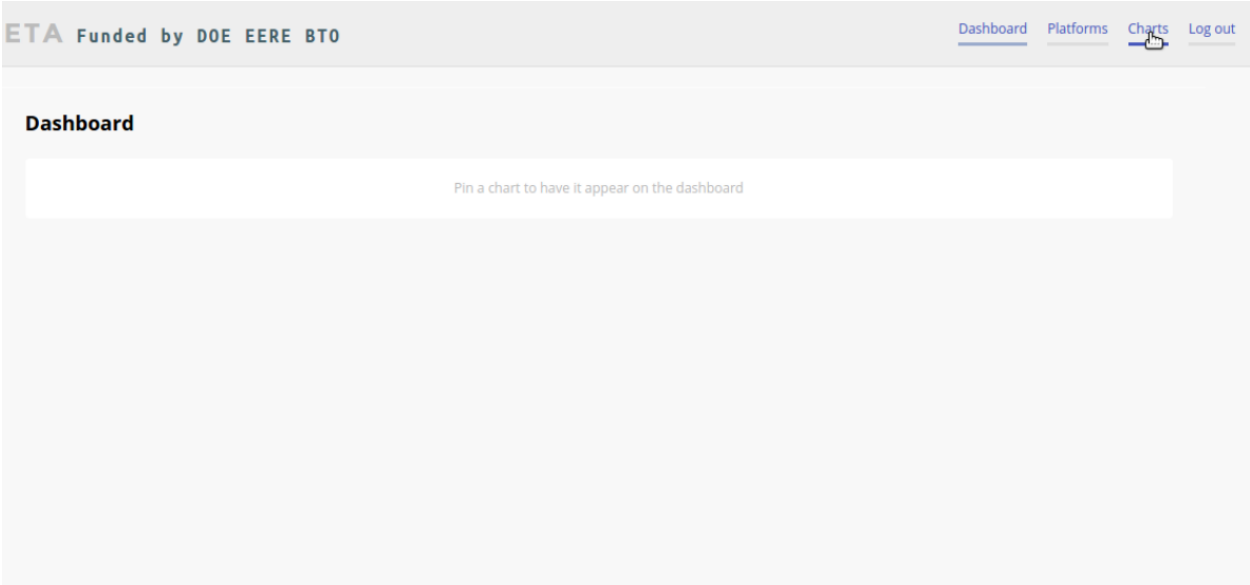 ETA Funded by DOE EERE BTO
Dashboard Platforms Charts Log out
Dashboard
Pin a chart to have it appear on the dashboard